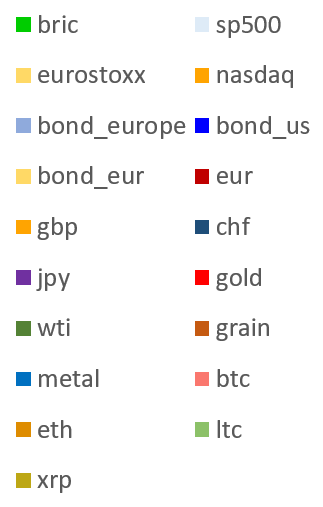 bric sp500
eurostoxx nasdaq
bond_europe bond_us
bond_eur eur
gbp chf
jpy gold
wti grain
metal btc
eth ltc
xrp